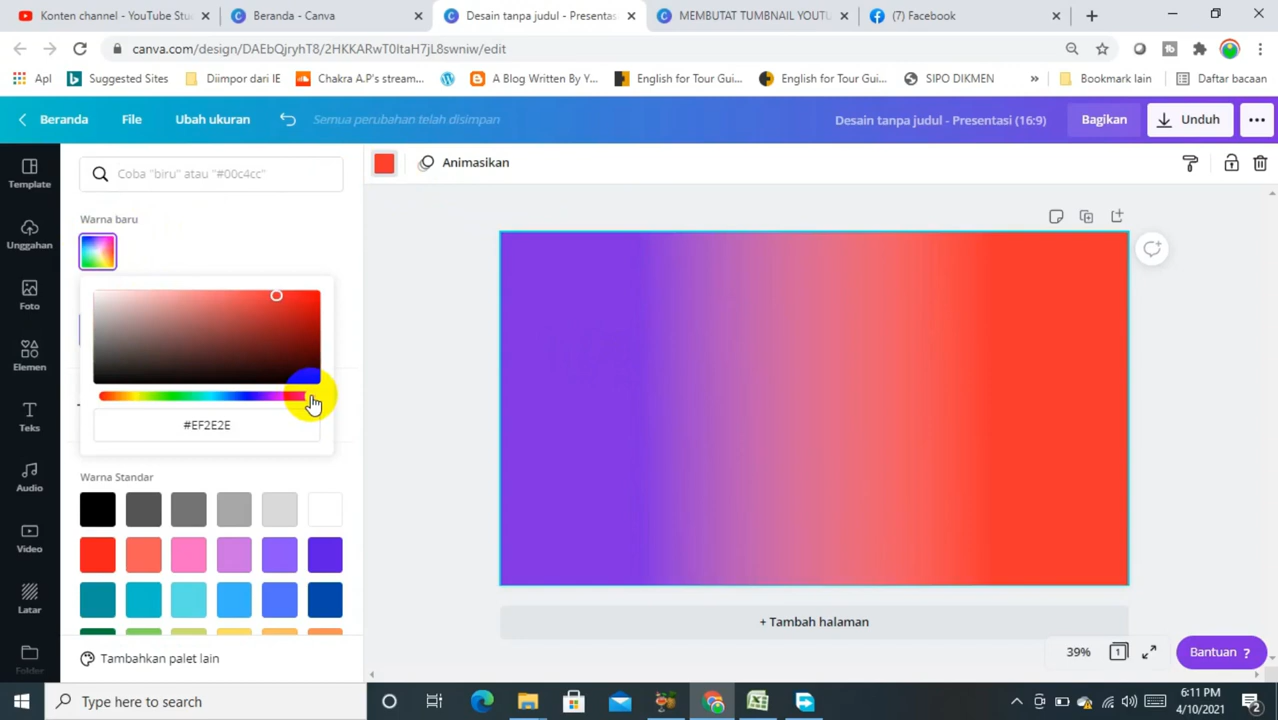 Konten channel - YouTube Stu
Beranda - Canva
Desain tanpa judul - Presentas
MEMBUTAT TUMBNAIL YOUTU
(7) Facebook
canva.com/design/DAEbQjryhT8/2HKKARwT0ItaH7jL8swniw/edit
Apl
Suggested Sites
Diimpor dari IE
Chakra A.P's stream...
A Blog Written By Y...
English for Tour Gui...
English for Tour Gui...
SIPO DIKMEN
»
Bookmark lain
Daftar bacaan
Beranda
File
Ubah ukuran
Semua perubahan telah disimpan
Desain tanpa judul - Presentasi (16:9)
Bagikan
Unduh
Template
Unggahan
Foto
Elemen
Teks
Audio
Video
Latar
Folder
Coba "biru" atau "#00c4cc"
Warna baru
#EF2E2E
Warna Standar
Tambahkan palet lain
Animasikan
+ Tambah halaman
39%
1
Bantuan ?
Type here to search
6:11 PM
4/10/2021
2